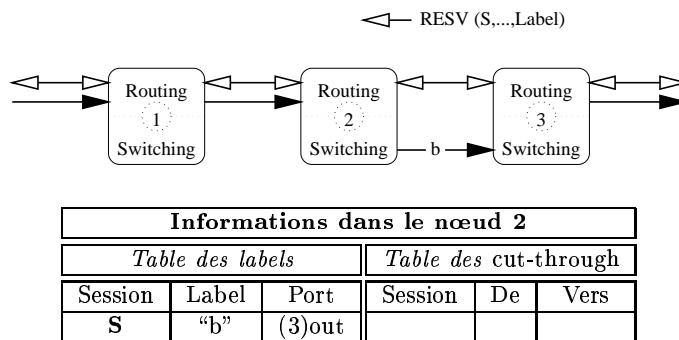 RESV (S,...,Label)
Routing Routing Routing
1 2 3
Switching Switching b Switching
Informations dans le nœud 2
Table des labels Table des cut-through
Session Label Port Session De Vers
S “b” (3)out